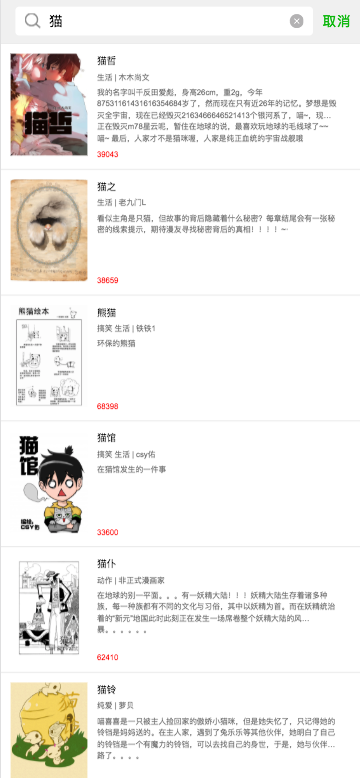 猫
取消
猫哲
生活 | 木木尚文
我的名字叫千反田愛彪，身高26cm，重2g，今年
87531161431616354684岁了，然而现在只有近26年的记忆。梦想是毁
灭全宇宙，现在已经毁灭2163466646521413个银河系了，喵~，现…
正在毁灭m78星云呢，暂住在地球的说，最喜欢玩地球的毛线球了~~
喵~ 最后，人家才不是猫咪喔，人家是纯正血统的宇宙战舰哦
39043
猫哲
猫之
生活 | 老九门L
看似主角是只猫，但故事的背后隐藏着什么秘密？每章结尾会有一张秘
密的线索提示，期待漫友寻找秘密背后的真相！！！！~·
38659
熊猫
搞笑 生活 | 铁铁1
环保的熊猫
68398
熊猫绘本
猫馆
搞笑 生活 | csy佑
在猫馆发生的一件事
33600
猫馆
编绘：
CSY佑
猫仆
动作 | 非正式漫画家
在地球的别一平面。。。有一妖精大陆！！！妖精大陆生存看诸多种
族，每一种族都有不同的文化与习俗，其中以妖精为首。而在妖精统治
着的“新元”地国此时此刻正在发生一场席卷整个妖精大陆的风…
暴。。。。。。
62410
Cat servant
猫铃
纯爱 | 萝贝
喵喜喜是一只被主人捡回家的傲娇小猫咪，但是她失忆了，只记得她的
铃铛是妈妈送的。在主人家，遇到了兔乐乐等其他伙伴，她明白了自己
的铃铛是一个有魔力的铃铛，可以去找自己的身世，于是，她与伙伴…
路了。。。。